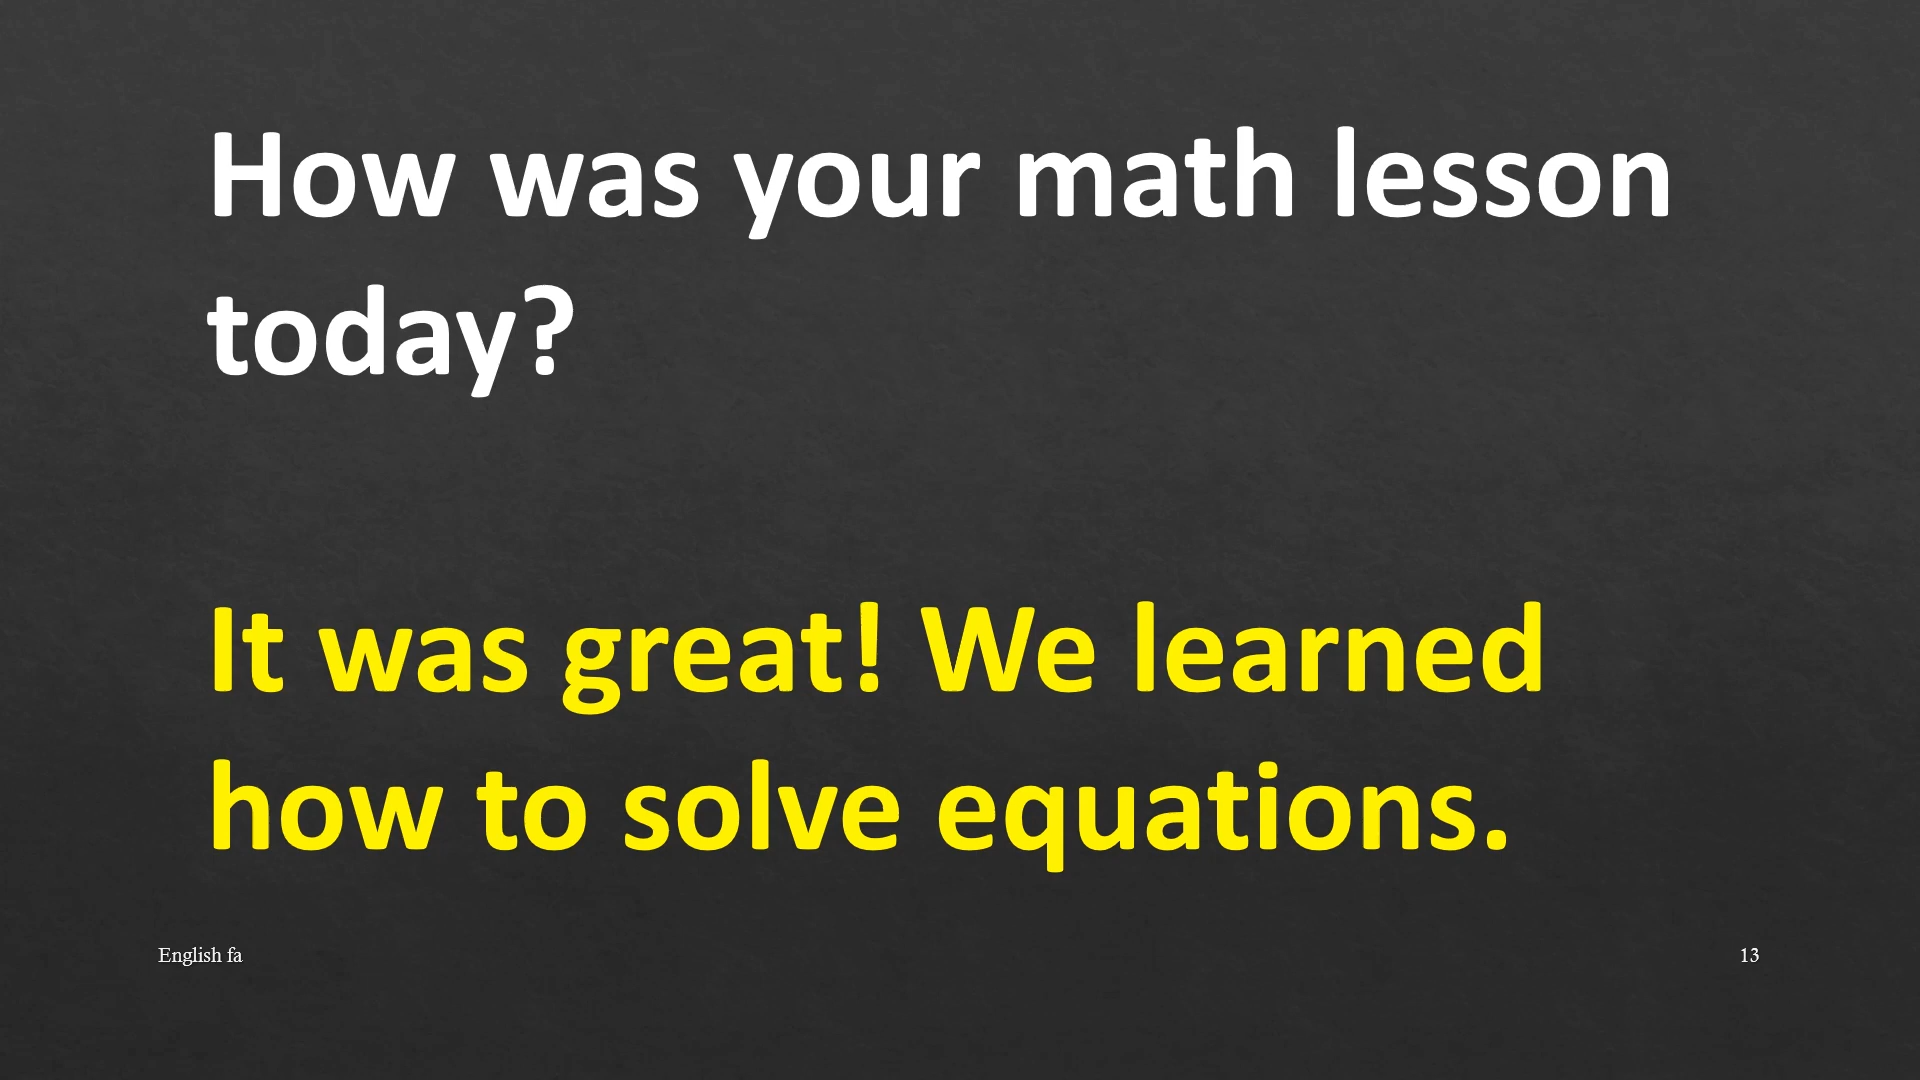 How was your math lesson
today?
It was great! We learned
how to solve equations.
English fa
13